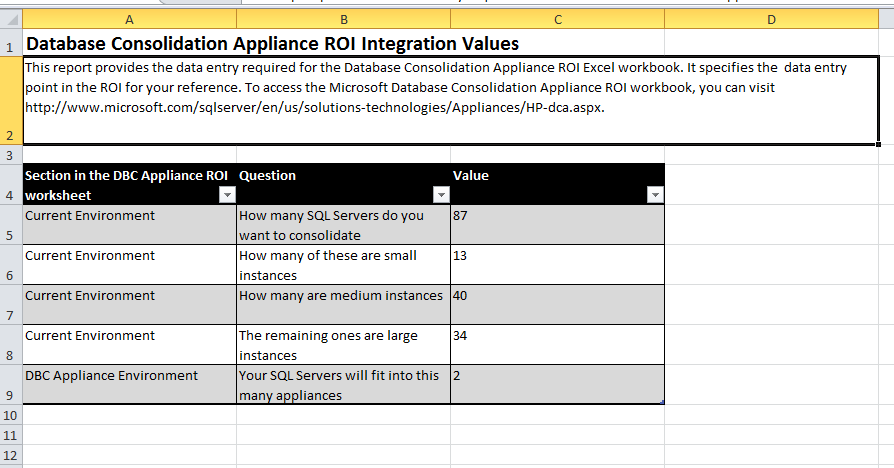 A B C D
1 Database Consolidation Appliance ROI Integration Values
This report provides the data entry required for the Database Consolidation Appliance ROI Excel workbook. It specifies the data entry
point in the ROI for your reference. To access the Microsoft Database Consolidation Appliance ROI workbook, you can visit
http://www.microsoft.com/sqlserver/en/us/solutions-technologies/Appliances/HP-dca.aspx.
2
3
Section in the DBC Appliance ROI Question Value
4 worksheet
Current Environment How many SQL Servers do you 87
5 want to consolidate
Current Environment How many of these are small 13
6 instances
Current Environment How many are medium instances 40
7
Current Environment The remaining ones are large 34
8 instances
DBC Appliance Environment Your SQL Servers will fit into this 2
9 many appliances
10
11
12